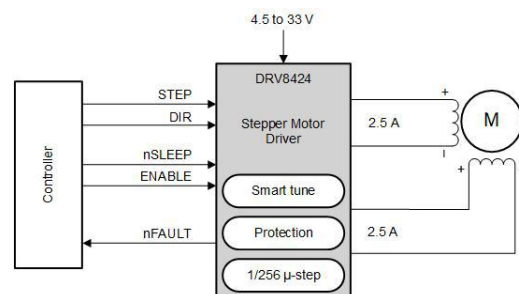 4.5 to 33 V
DRV8424
Stepper Motor
Driver
Controller
STEP
DIR
nSLEEP
ENABLE
nFAULT
Smart tune
Protection
1/256 µ-step
+
2.5 A
–
M
+
2.5 A
–